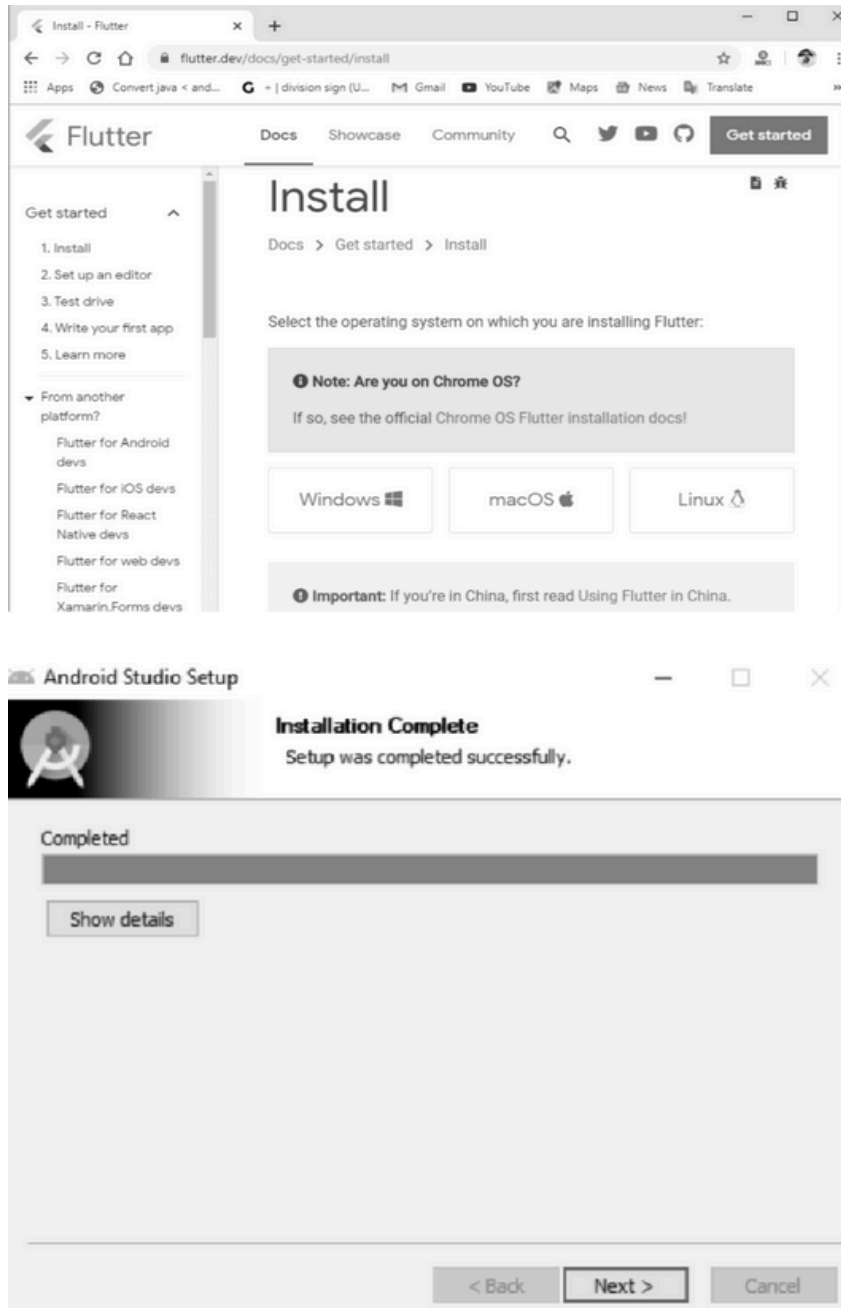 Install - Flutter
flutter.dev/docs/get-started/install
Apps Convert java < and... + | division sign (U... Gmail YouTube Maps News Translate »
Flutter Docs Showcase Community Get started
Get started
1. Install
2. Set up an editor
3. Test drive
4. Write your first app
5. Learn more
From another
platform?
Flutter for Android
devs
Flutter for iOS devs
Flutter for React
Native devs
Flutter for web devs
Flutter for
Xamarin.Forms devs
Install
Docs > Get started > Install
Select the operating system on which you are installing Flutter:
Note: Are you on Chrome OS?
If so, see the official Chrome OS Flutter installation docs!
Windows macOS Linux
Important: If you're in China, first read Using Flutter in China.
Android Studio Setup
Installation Complete
Setup was completed successfully.
Completed
Show details
< Back Next > Cancel